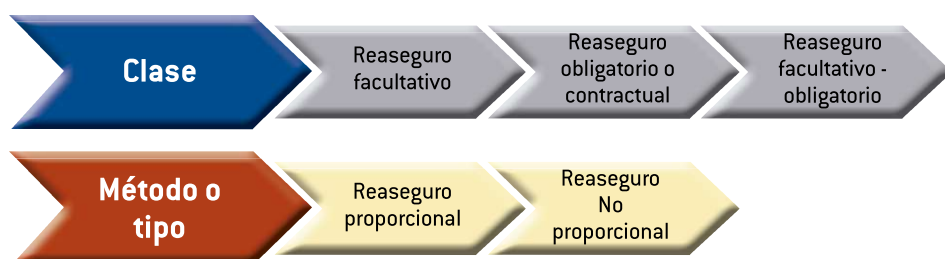 Clase
Reaseguro
facultativo
Reaseguro
obligatorio o
contractual
Reaseguro
facultativo -
obligatorio
Método o
tipo
Reaseguro
proporcional
Reaseguro
No
proporcional